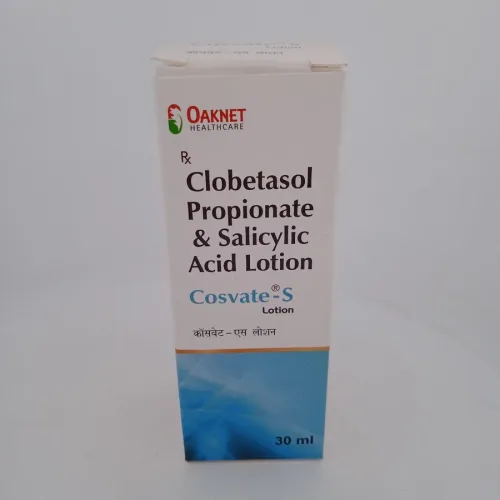 OAKNET
HEALTHCARE
Rx
Clobetasol
Propionate
& Salicylic
Acid Lotion
Cosvate®-S
Lotion
कॉसवेट – एस लोशन
30 ml